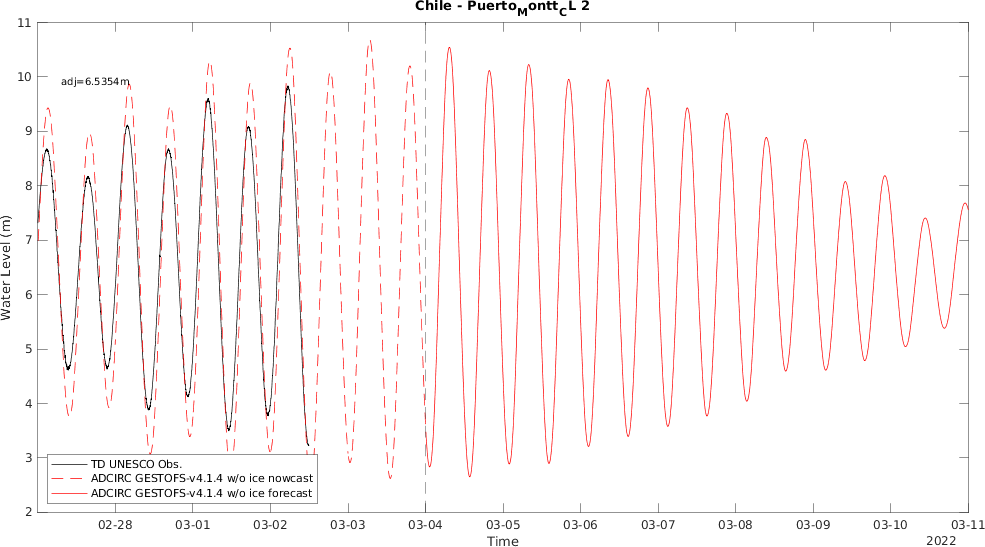 Chile - Puerto_Montt_CL 2
11
10
9
8
7
6
5
4
3
2
adj=6.5354m
Water Level (m)
TD UNESCO Obs.
ADCIRC GESTOFS-v4.1.4 w/o ice nowcast
ADCIRC GESTOFS-v4.1.4 w/o ice forecast
02-28 03-01 03-02 03-03 03-04 03-05 03-06 03-07 03-08 03-09 03-10 03-11
Time
2022